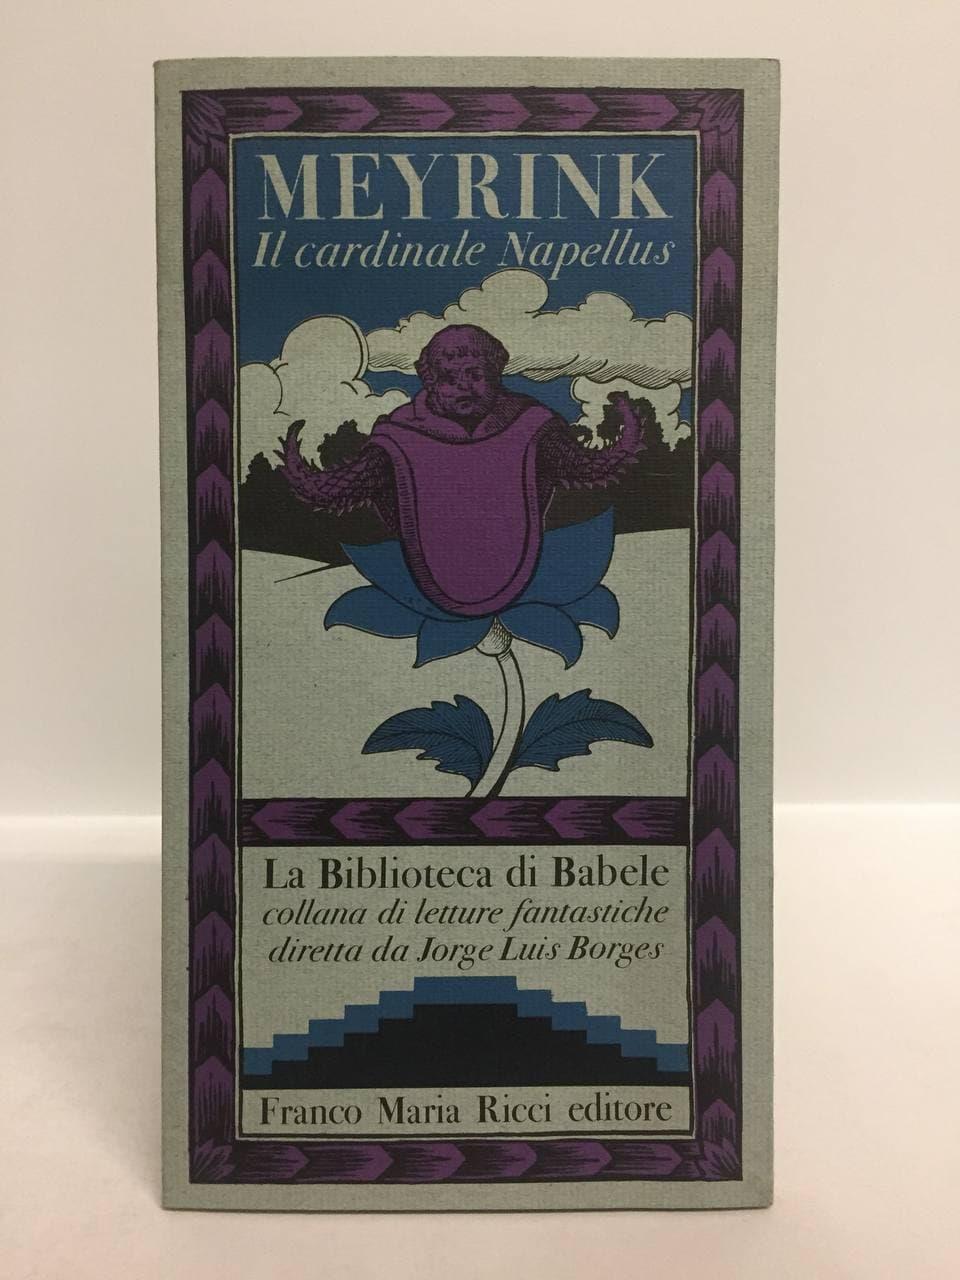 MEYRINK
Il cardinale Napellus
La Biblioteca di Babele
collana di letture fantastiche
diretta da Jorge Luis Borges
Franco Maria Ricci editore